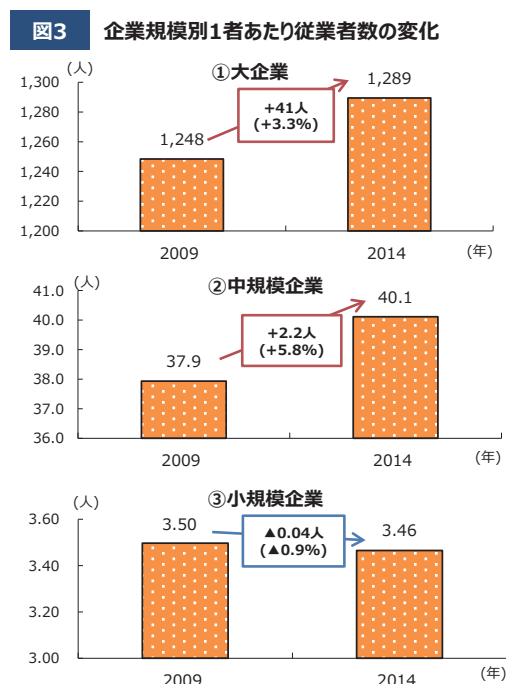 図3 企業規模別1者あたり従業者数の変化
(人)
①大企業
1,300
1,280
1,260
1,240
1,220
1,200
1,248
+41人
(+3.3%)
1,289
2009
2014
(年)
(人)
②中規模企業
41.0
40.0
39.0
38.0
37.0
36.0
37.9
+2.2人
(+5.8%)
40.1
2009
2014
(年)
③小規模企業
(人)
3.60
3.40
3.20
3.00
3.50
▲0.04人
(▲0.9%)
3.46
2009
2014
(年)